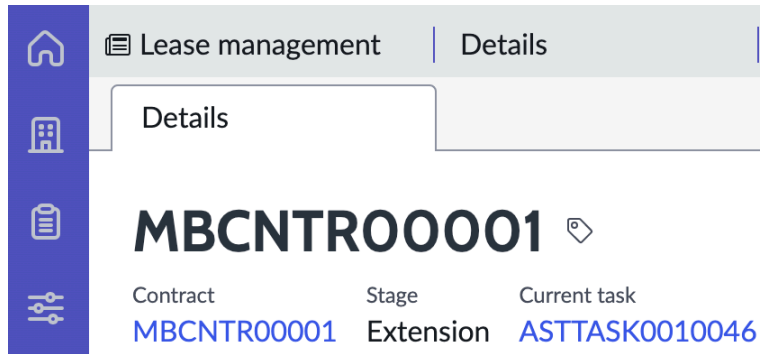 Lease management Details
Details
MBCNTR00001
Contract Stage Current task
MBCNTR00001 Extension ASTTASK0010046